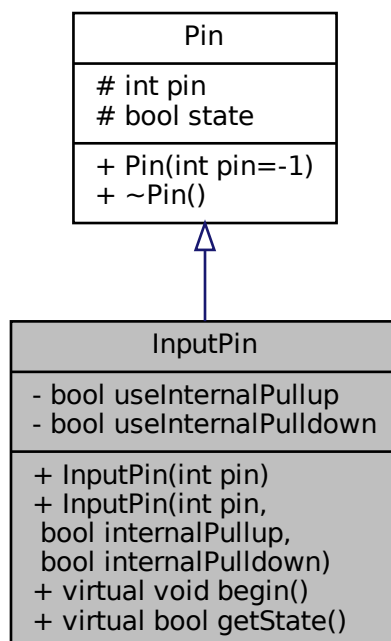 Pin
# int pin
# bool state
+ Pin(int pin=-1)
+ ~Pin()
InputPin
- bool useInternalPullup
- bool useInternalPulldown
+ InputPin(int pin)
+ InputPin(int pin,
bool internalPullup,
bool internalPulldown)
+ virtual void begin()
+ virtual bool getState()